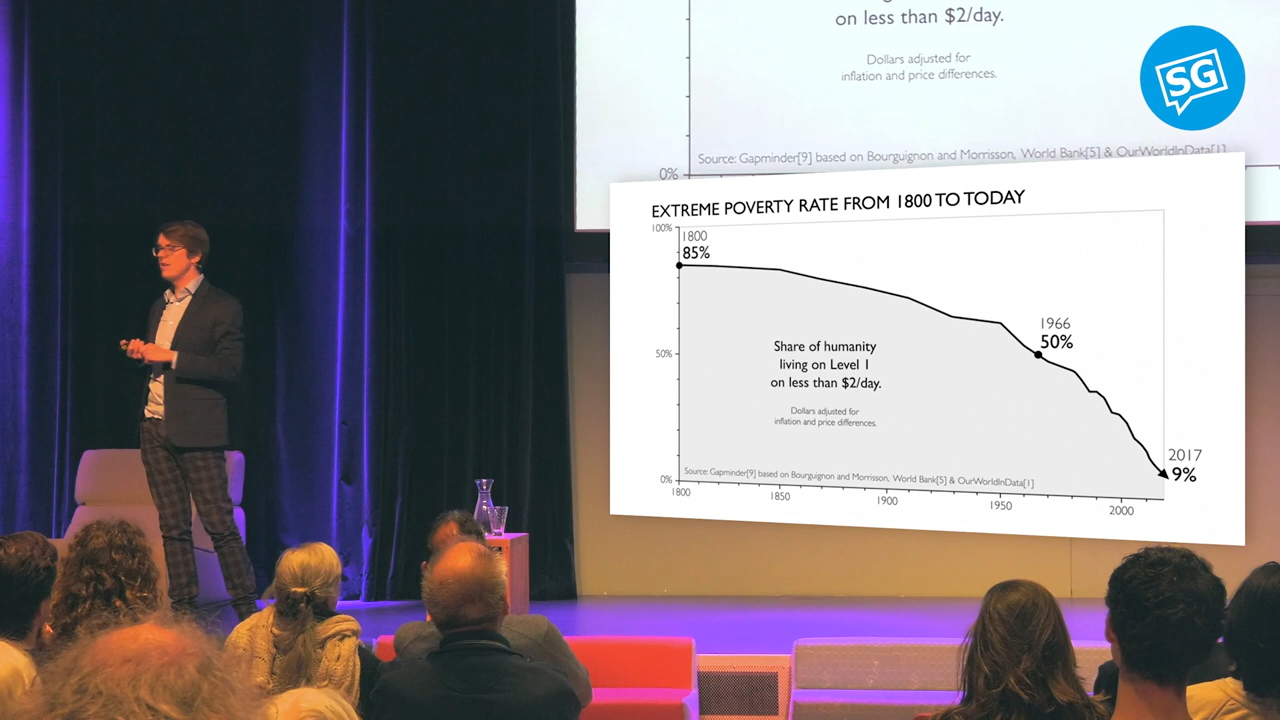 on less than $2/day.
Dollars adjusted for
inflation and price differences.
SG
Source: Gapminder[9] based on Bourguignon and Morrisson, World Bank[5] & OurWorldInData[1]
0%
EXTREME POVERTY RATE FROM 1800 TO TODAY
100%
1800
85%
1966
50%
Share of humanity
living on Level 1
on less than $2/day.
50%
Dollars adjusted for
inflation and price differences.
2017
9%
Source: Gapminder[9] based on Bourguignon and Morrisson, World Bank[5] & OurWorldInData[1]
0%
1800 1850 1900 1950 2000